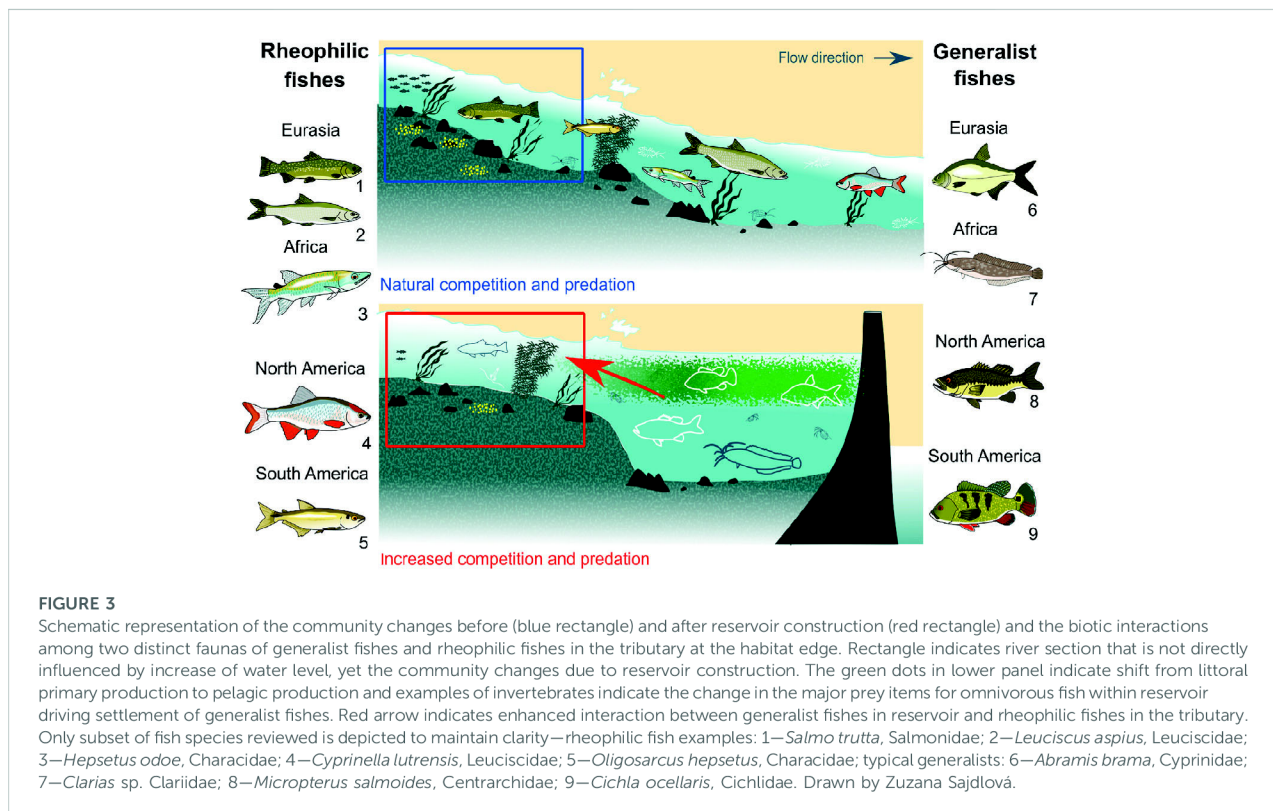 Rheophilic
fishes
Eurasia
1
2
Africa
3
North America
4
South America
5
Flow direction
Natural competition and predation
Increased competition and predation
Generalist
fishes
Eurasia
6
Africa
7
North America
8
South America
9
FIGURE 3
Schematic representation of the community changes before (blue rectangle) and after reservoir construction (red rectangle) and the biotic interactions
among two distinct faunas of generalist fishes and rheophilic fishes in the tributary at the habitat edge. Rectangle indicates river section that is not directly
influenced by increase of water level, yet the community changes due to reservoir construction. The green dots in lower panel indicate shift from littoral
primary production to pelagic production and examples of invertebrates indicate the change in the major prey items for omnivorous fish within reservoir
driving settlement of generalist fishes. Red arrow indicates enhanced interaction between generalist fishes in reservoir and rheophilic fishes in the tributary.
Only subset of fish species reviewed is depicted to maintain clarity—rheophilic fish examples: 1—Salmo trutta, Salmonidae; 2—Leuciscus aspius, Leuciscidae;
3—Hepsetus odoe, Characidae; 4—Cyprinella lutrensis, Leuciscidae; 5—Oligosarcus hepsetus, Characidae; typical generalists: 6—Abramis brama, Cyprinidae;
7—Clarias sp. Clariidae; 8—Micropterus salmoides, Centrarchidae; 9—Cichla ocellaris, Cichlidae. Drawn by Zuzana Sajdlová.